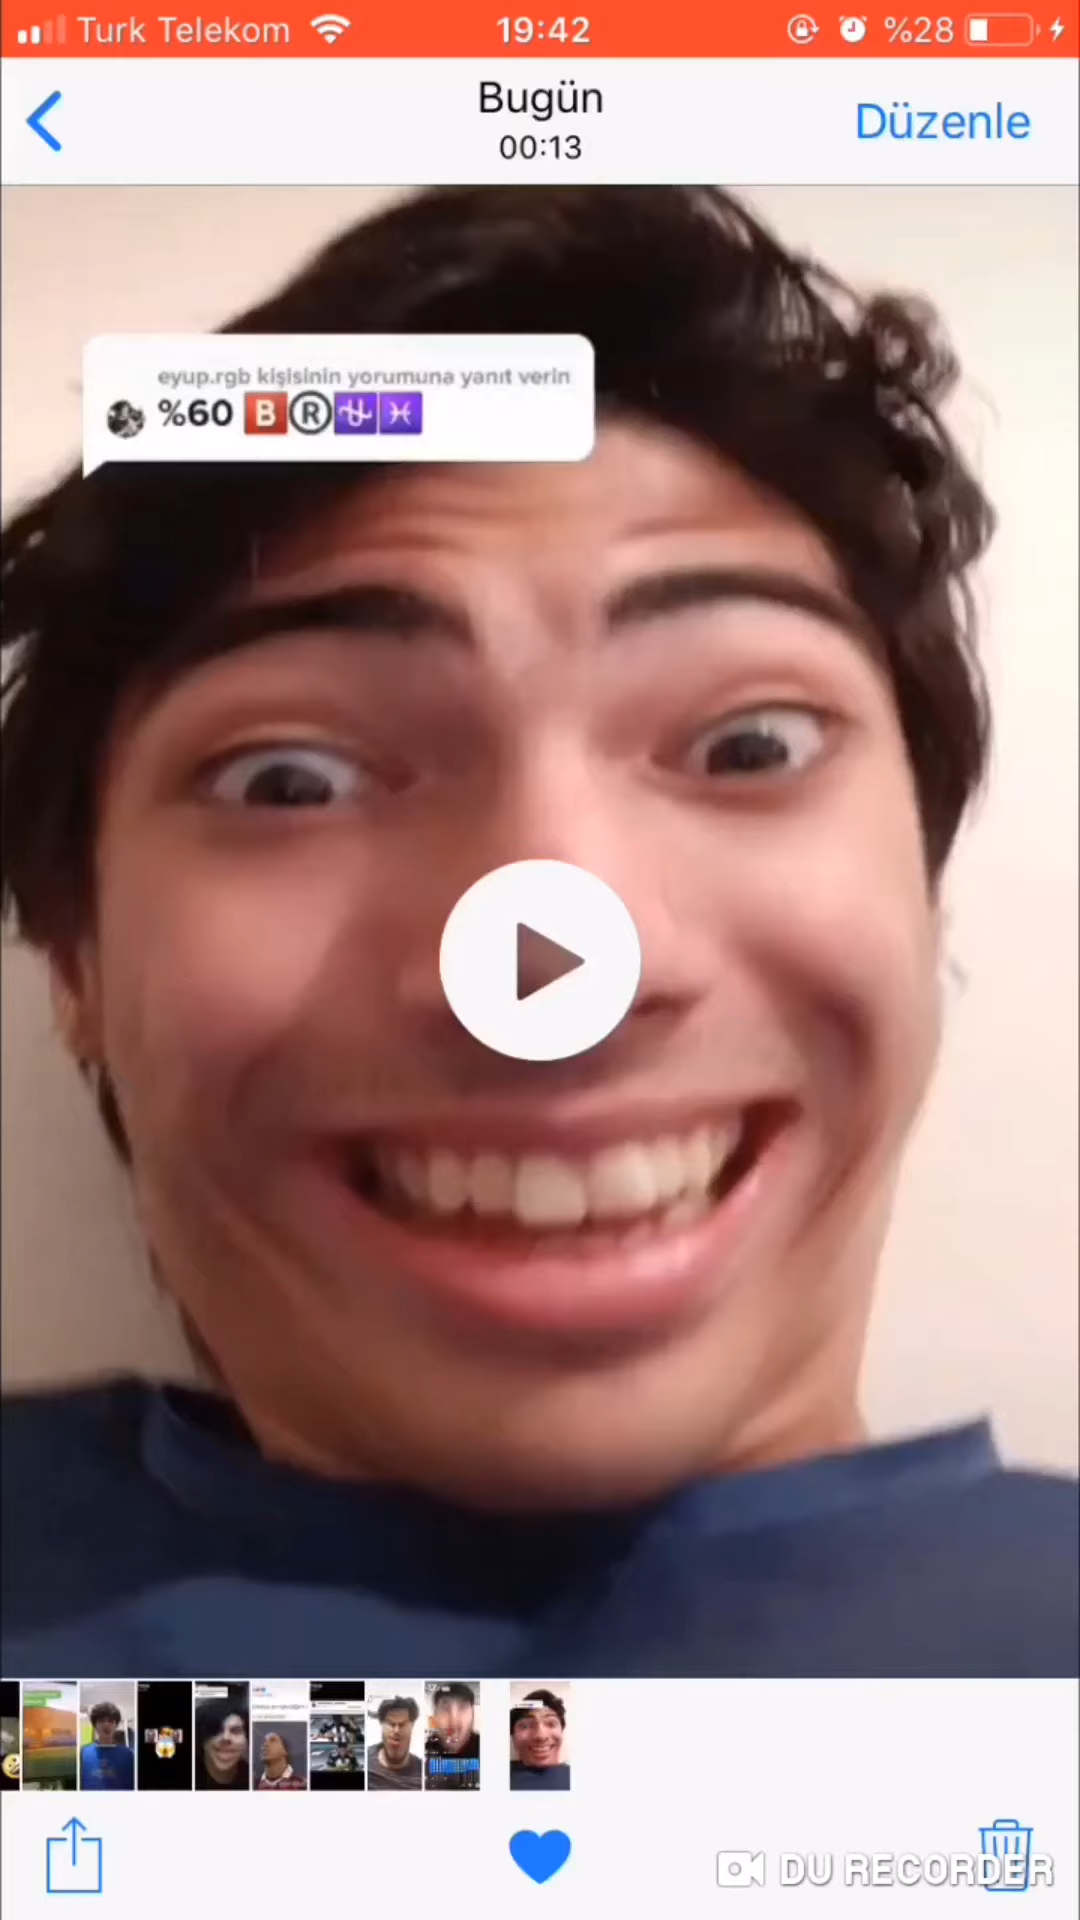 Turk Telekom 19:42 %28
Bugün
00:13
Düzenle
eyup.rgb kişisinin yorumuna yanıt verin
%60 🅱®⛎♓
DU RECORDER